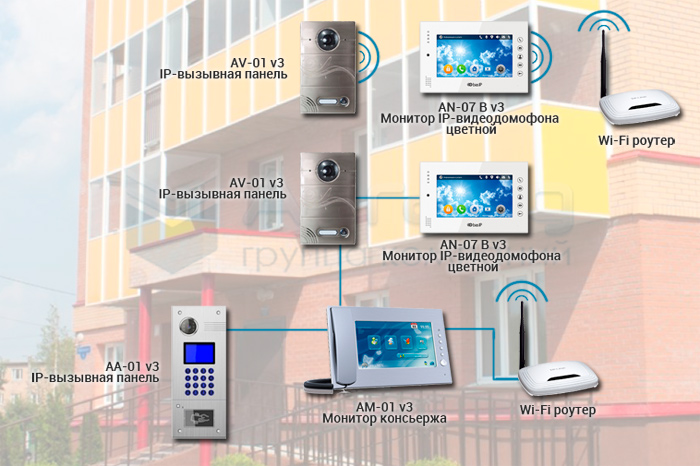 AV-01 v3
IP-вызывная панель
AN-07 B v3
Монитор IP-видеодомофона
цветной
Wi-Fi роутер
AV-01 v3
IP-вызывная панель
AN-07 B v3
Монитор IP-видеодомофона
цветной
AA-01 v3
IP-вызывная панель
AM-01 v3
Монитор консьержа
Wi-Fi роутер